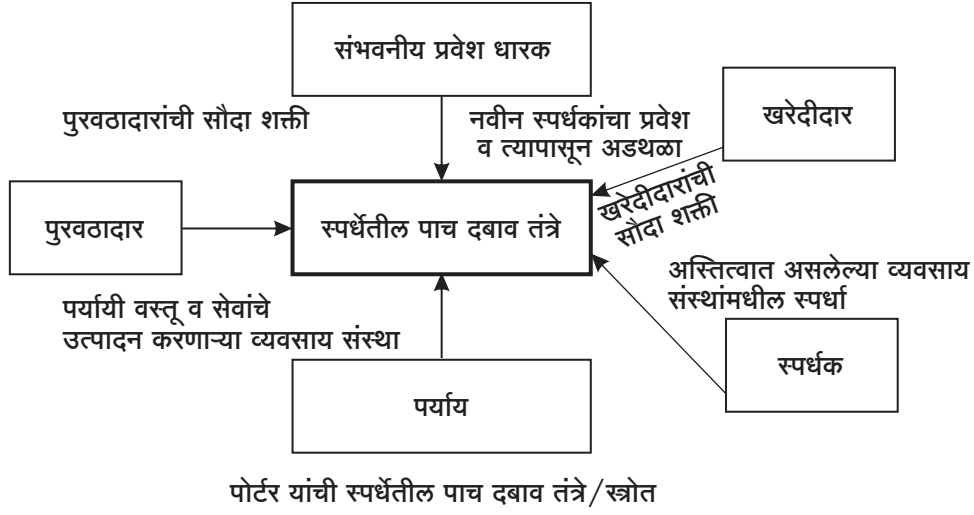 संभवनीय प्रवेश धारक
पुरवठादारांची सौदा शक्ती
नवीन स्पर्धकांचा प्रवेश
व त्यापासून अडथळा
खरेदीदार
पुरवठादार
स्पर्धेतील पाच दबाव तंत्रे
खरेदीदारांची
सौदा शक्ती
पर्यायी वस्तू व सेवांचे
उत्पादन करणाऱ्या व्यवसाय संस्था
अस्तित्वात असलेल्या व्यवसाय
संस्थांमधील स्पर्धा
स्पर्धक
पर्याय
पोर्टर यांची स्पर्धेतील पाच दबाव तंत्रे/स्त्रोत